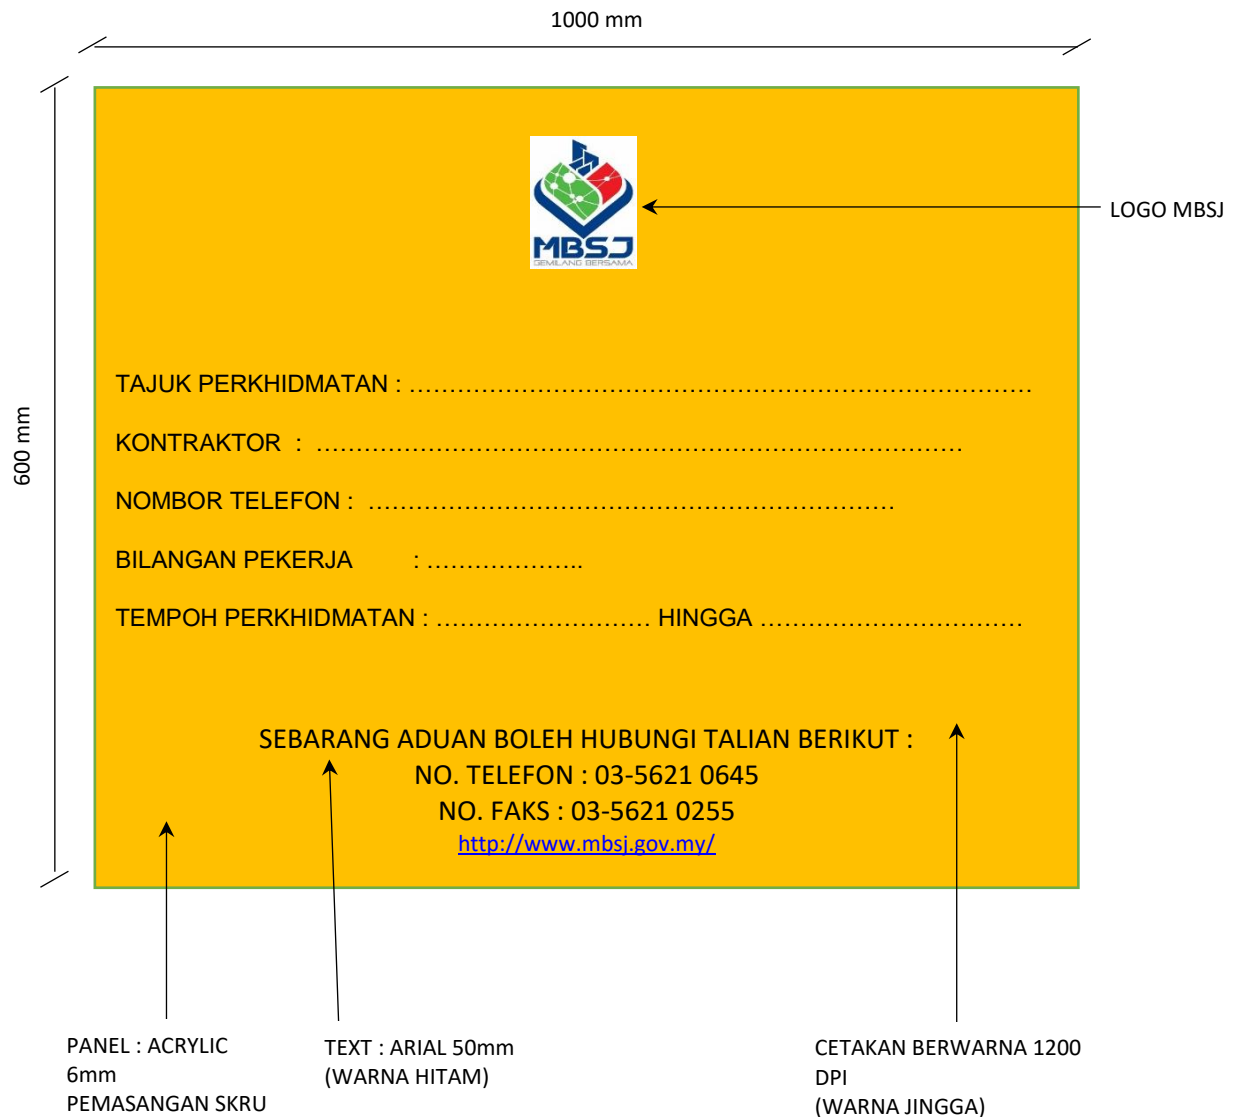 1000 mm
MBSJ
GEMILANG BERSAMA
LOGO MBSJ
600 mm
TAJUK PERKHIDMATAN : ……………………………………………………………………
KONTRAKTOR : ………………………………………………………………………
NOMBOR TELEFON : …………………………………………………………
BILANGAN PEKERJA : ………………..
TEMPOH PERKHIDMATAN : ……………………… HINGGA ……………………………
SEBARANG ADUAN BOLEH HUBUNGI TALIAN BERIKUT :
NO. TELEFON : 03-5621 0645
NO. FAKS : 03-5621 0255
http://www.mbsj.gov.my/
PANEL : ACRYLIC
6mm
PEMASANGAN SKRU
TEXT : ARIAL 50mm
(WARNA HITAM)
CETAKAN BERWARNA 1200
DPI
(WARNA JINGGA)